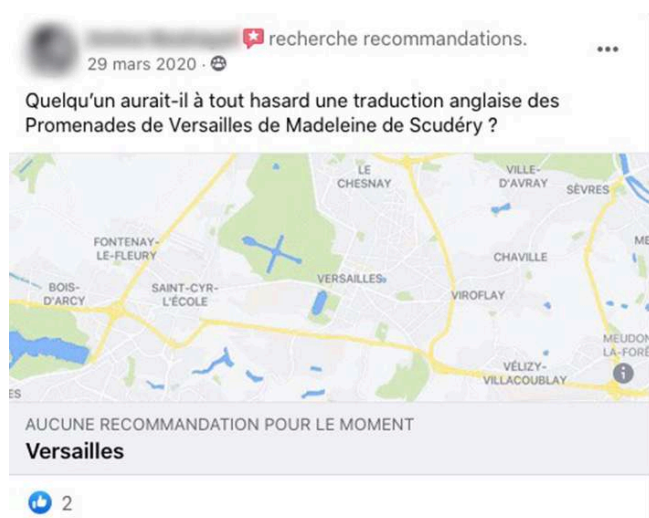 recherche recommandations.
29 mars 2020 ·
Quelqu'un aurait-il à tout hasard une traduction anglaise des
Promenades de Versailles de Madeleine de Scudéry ?
LE
CHESNAY
VILLE-
D'AVRAY
SÈVRES
FONTENAY-
LE-FLEURY
CHAVILLE
VERSAILLES
BOIS-
D'ARCY
SAINT-CYR-
L'ÉCOLE
VIROFLAY
MEUDON
LA-FORÊ
VÉLIZY-
VILLACOUBLAY
AUCUNE RECOMMANDATION POUR LE MOMENT
Versailles
2